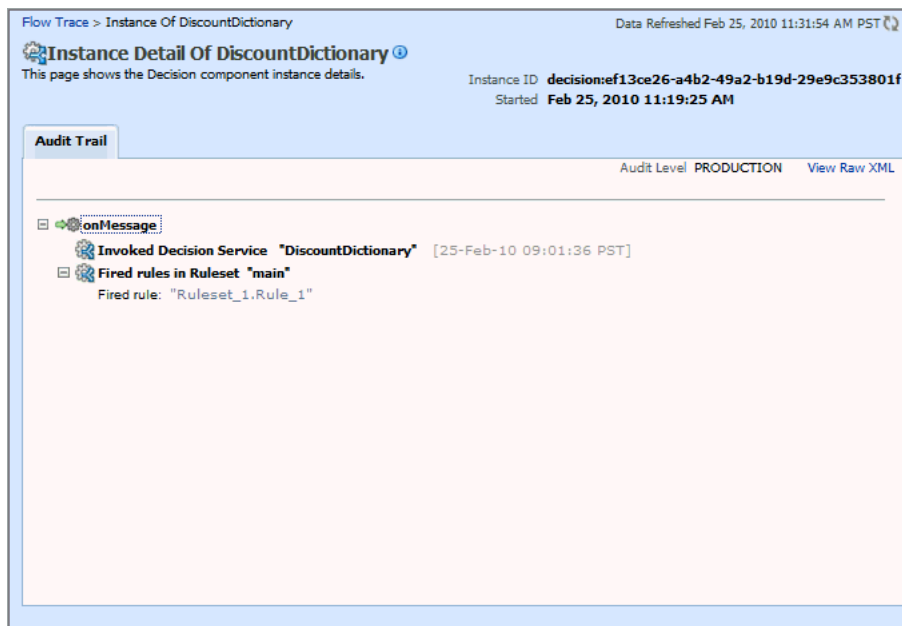 Flow Trace > Instance Of DiscountDictionary
Data Refreshed Feb 25, 2010 11:31:54 AM PST
Instance Detail Of DiscountDictionary
This page shows the Decision component instance details.
Instance ID decision:ef13ce26-a4b2-49a2-b19d-29e9c353801f
Started Feb 25, 2010 11:19:25 AM
Audit Trail
Audit Level PRODUCTION View Raw XML
onMessage
Invoked Decision Service "DiscountDictionary" [25-Feb-10 09:01:36 PST]
Fired rules in Ruleset "main"
Fired rule: "Ruleset_1.Rule_1"